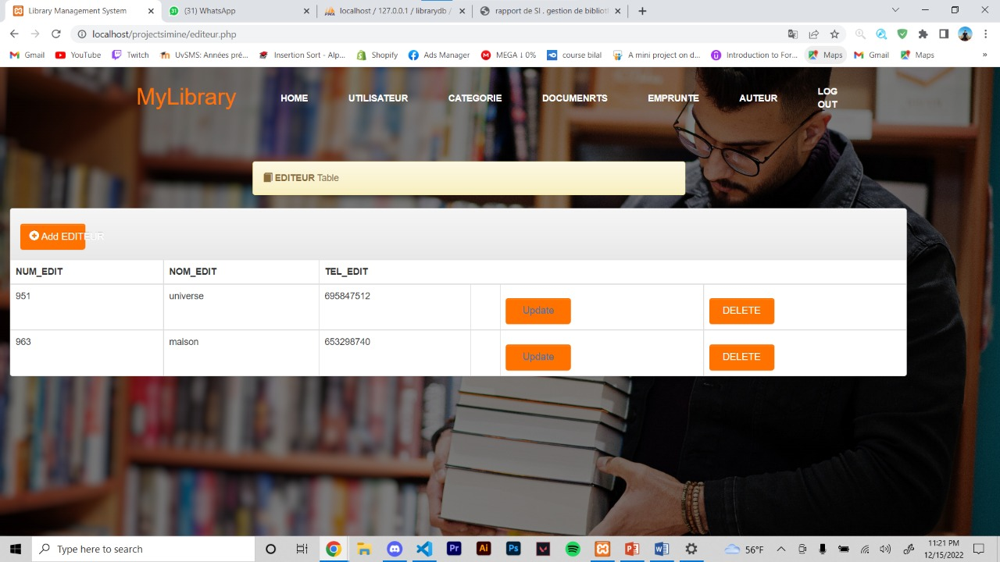 Library Management System
(31) WhatsApp
localhost / 127.0.0.1 / librarydb /
rapport de SI . gestion de bibliot
localhost/projectsimine/editeur.php
Gmail YouTube Twitch UvSMS: Années pré... Insertion Sort - Alp... Shopify Ads Manager MEGA ↓ 0% course bilal A mini project on d... Introduction to For... Maps Gmail Maps »
MyLibrary HOME UTILISATEUR CATEGORIE DOCUMENRTS EMPRUNTE AUTEUR LOG
OUT
EDITEUR Table
Add EDITEUR
NUM_EDIT NOM_EDIT TEL_EDIT
951 universe 695847512 Update DELETE
963 maison 653298740 Update DELETE
Type here to search
56°F
11:21 PM
12/15/2022